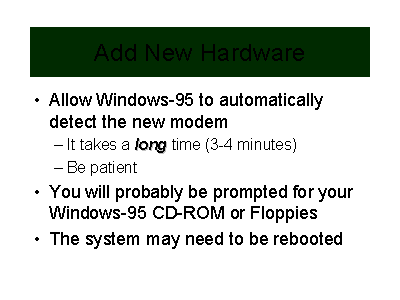 Add New Hardware
• Allow Windows-95 to automatically
detect the new modem
– It takes a long time (3-4 minutes)
– Be patient
• You will probably be prompted for your
Windows-95 CD-ROM or Floppies
• The system may need to be rebooted